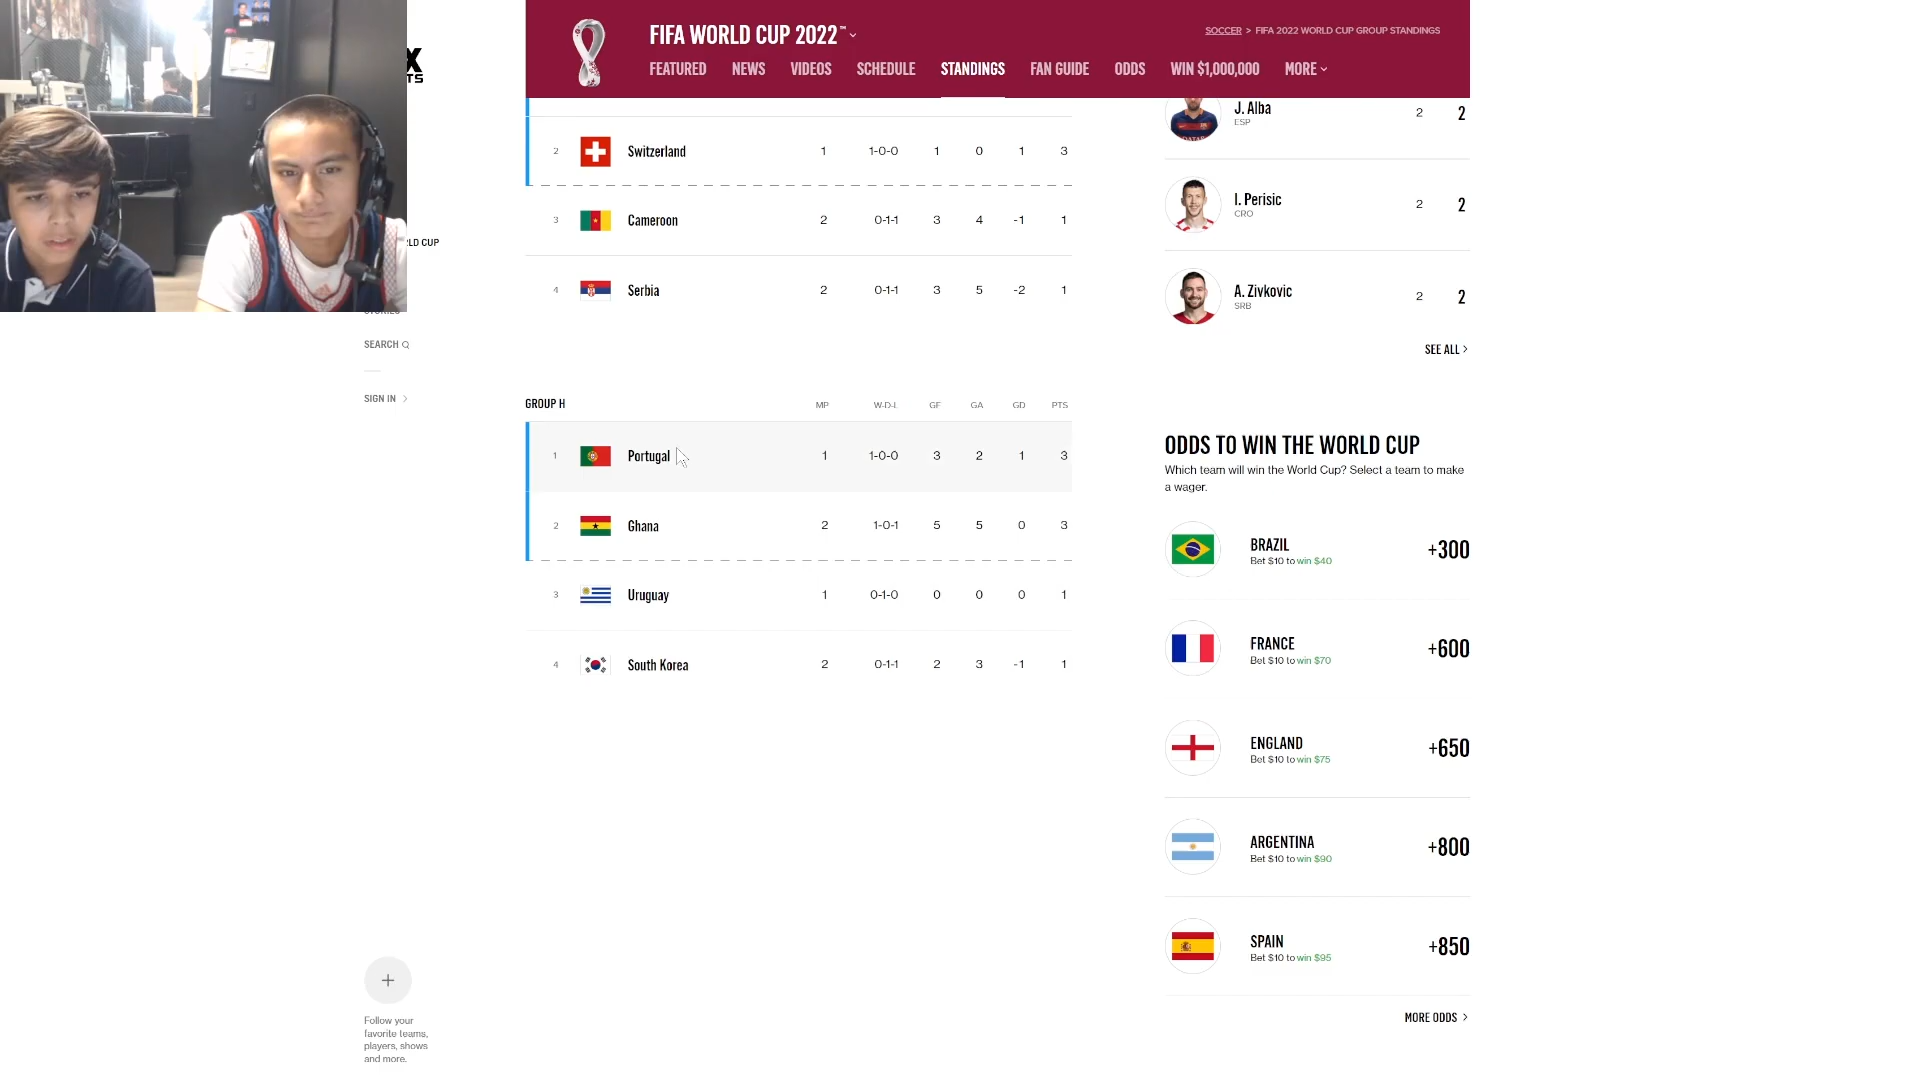 FIFA WORLD CUP 2022™
SOCCER > FIFA 2022 WORLD CUP GROUP STANDINGS
FEATURED NEWS VIDEOS SCHEDULE STANDINGS FAN GUIDE ODDS WIN $1,000,000 MORE
X
TS
RLD CUP
STORIES
SEARCH
SIGN IN
2 Switzerland 1 1-0-0 1 0 1 3
3 Cameroon 2 0-1-1 3 4 -1 1
4 Serbia 2 0-1-1 3 5 -2 1
GROUP H MP W-D-L GF GA GD PTS
1 Portugal 1 1-0-0 3 2 1 3
2 Ghana 2 1-0-1 5 5 0 3
3 Uruguay 1 0-1-0 0 0 0 1
4 South Korea 2 0-1-1 2 3 -1 1
J. Alba 2 2
ESP
I. Perisic 2 2
CRO
A. Zivkovic 2 2
SRB
SEE ALL >
ODDS TO WIN THE WORLD CUP
Which team will win the World Cup? Select a team to make
a wager.
BRAZIL +300
Bet $10 to win $40
FRANCE +600
Bet $10 to win $70
ENGLAND +650
Bet $10 to win $75
ARGENTINA +800
Bet $10 to win $90
SPAIN +850
Bet $10 to win $95
MORE ODDS >
+
Follow your
favorite teams,
players, shows
and more.